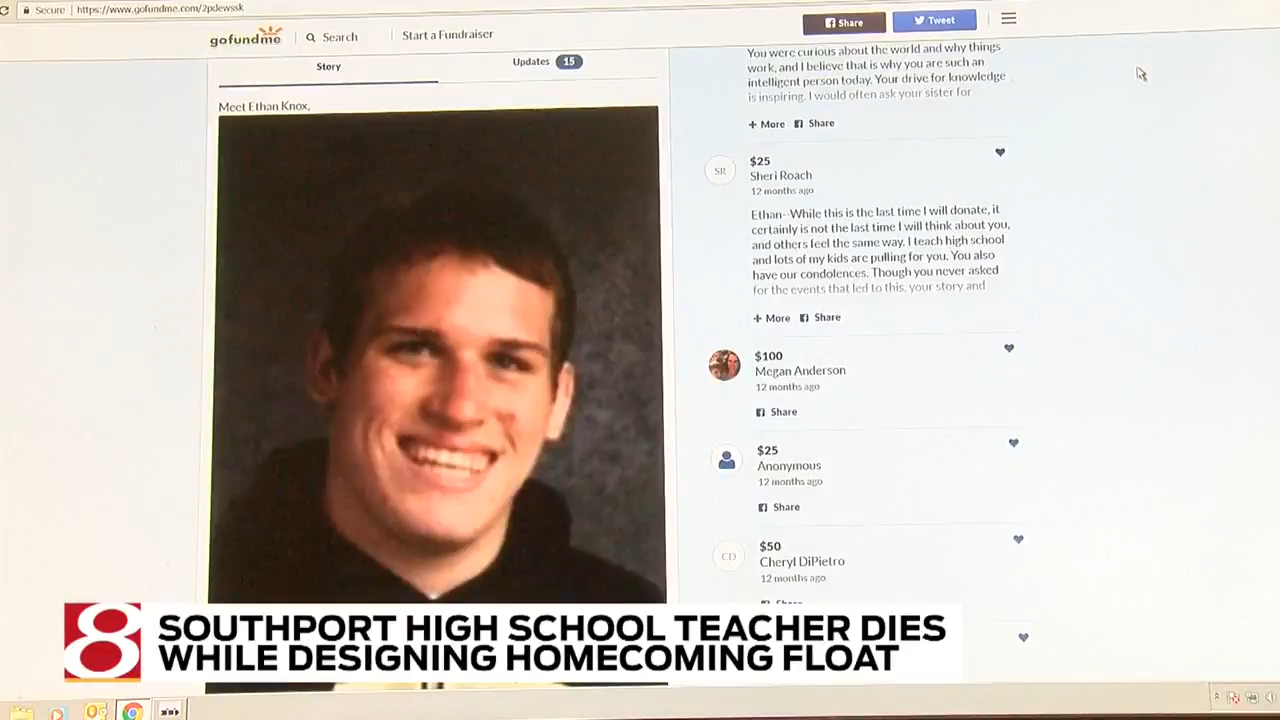 Secure | https://www.gofundme.com/2pdewssk
gofundme
Search
Start a Fundraiser
Share
Tweet
Story
Updates 15
Meet Ethan Knox,
You were curious about the world and why things
work, and I believe that is why you are such an
intelligent person today. Your drive for knowledge
is inspiring. I would often ask your sister for
+ More Share
SR
$25
Sheri Roach
12 months ago
Ethan--While this is the last time I will donate, it
certainly is not the last time I will think about you,
and others feel the same way. I teach high school
and lots of my kids are pulling for you. You also
have our condolences. Though you never asked
for the events that led to this, your story and
+ More Share
$100
Megan Anderson
12 months ago
Share
$25
Anonymous
12 months ago
Share
CD
$50
Cheryl DiPietro
12 months ago
8
SOUTHPORT HIGH SCHOOL TEACHER DIES
WHILE DESIGNING HOMECOMING FLOAT